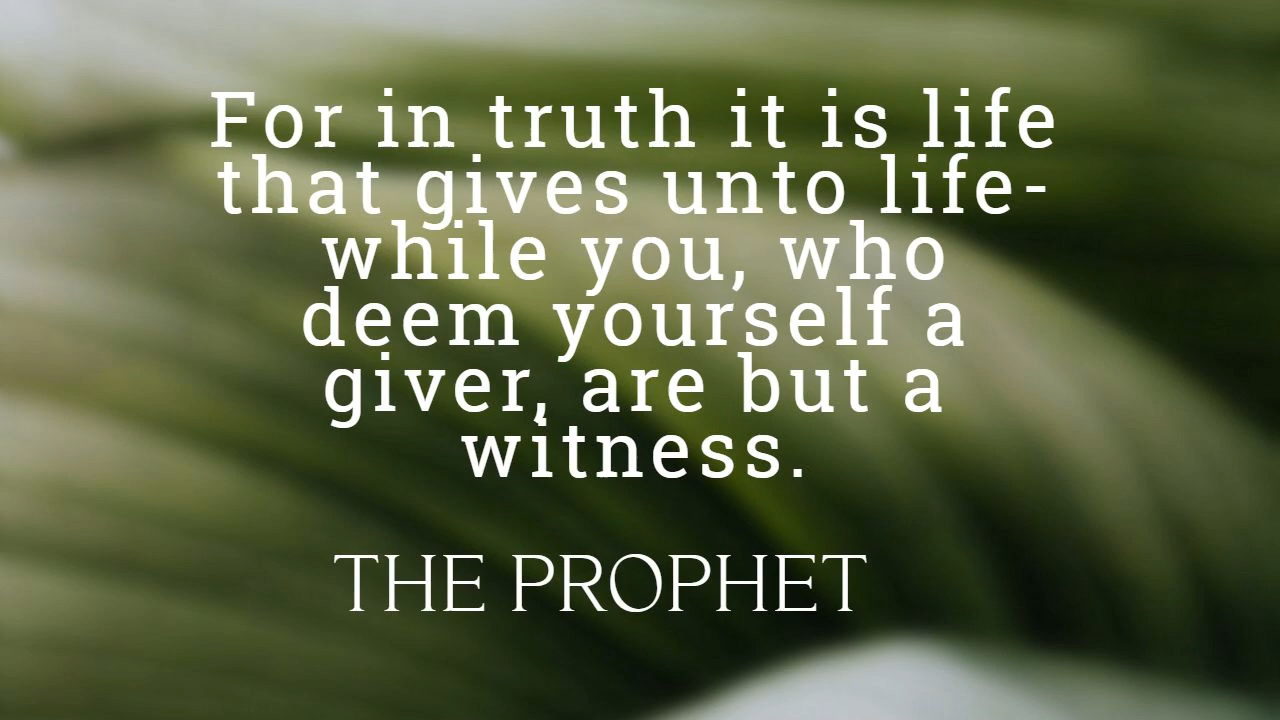 For in truth it is life
that gives unto life-
while you, who
deem yourself a
giver, are but a
witness.
THE PROPHET